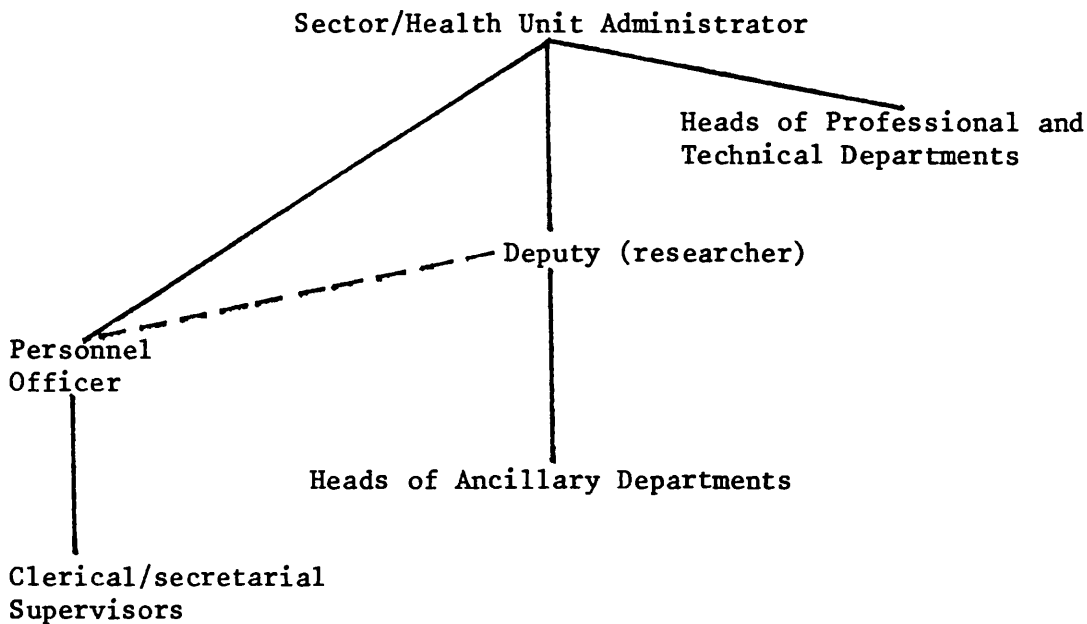 Sector/Health Unit Administrator
Heads of Professional and
Technical Departments
Deputy (researcher)
Personnel
Officer
Heads of Ancillary Departments
Clerical/secretarial
Supervisors